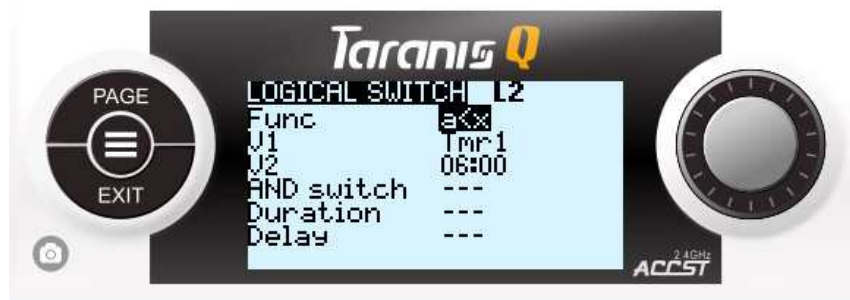 Taranis Q
PAGE
EXIT
LOGICAL SWITCH L2
Func a<x
V1 Tmr1
V2 06:00
AND switch ---
Duration ---
Delay ---
2.4GHz
ACCST